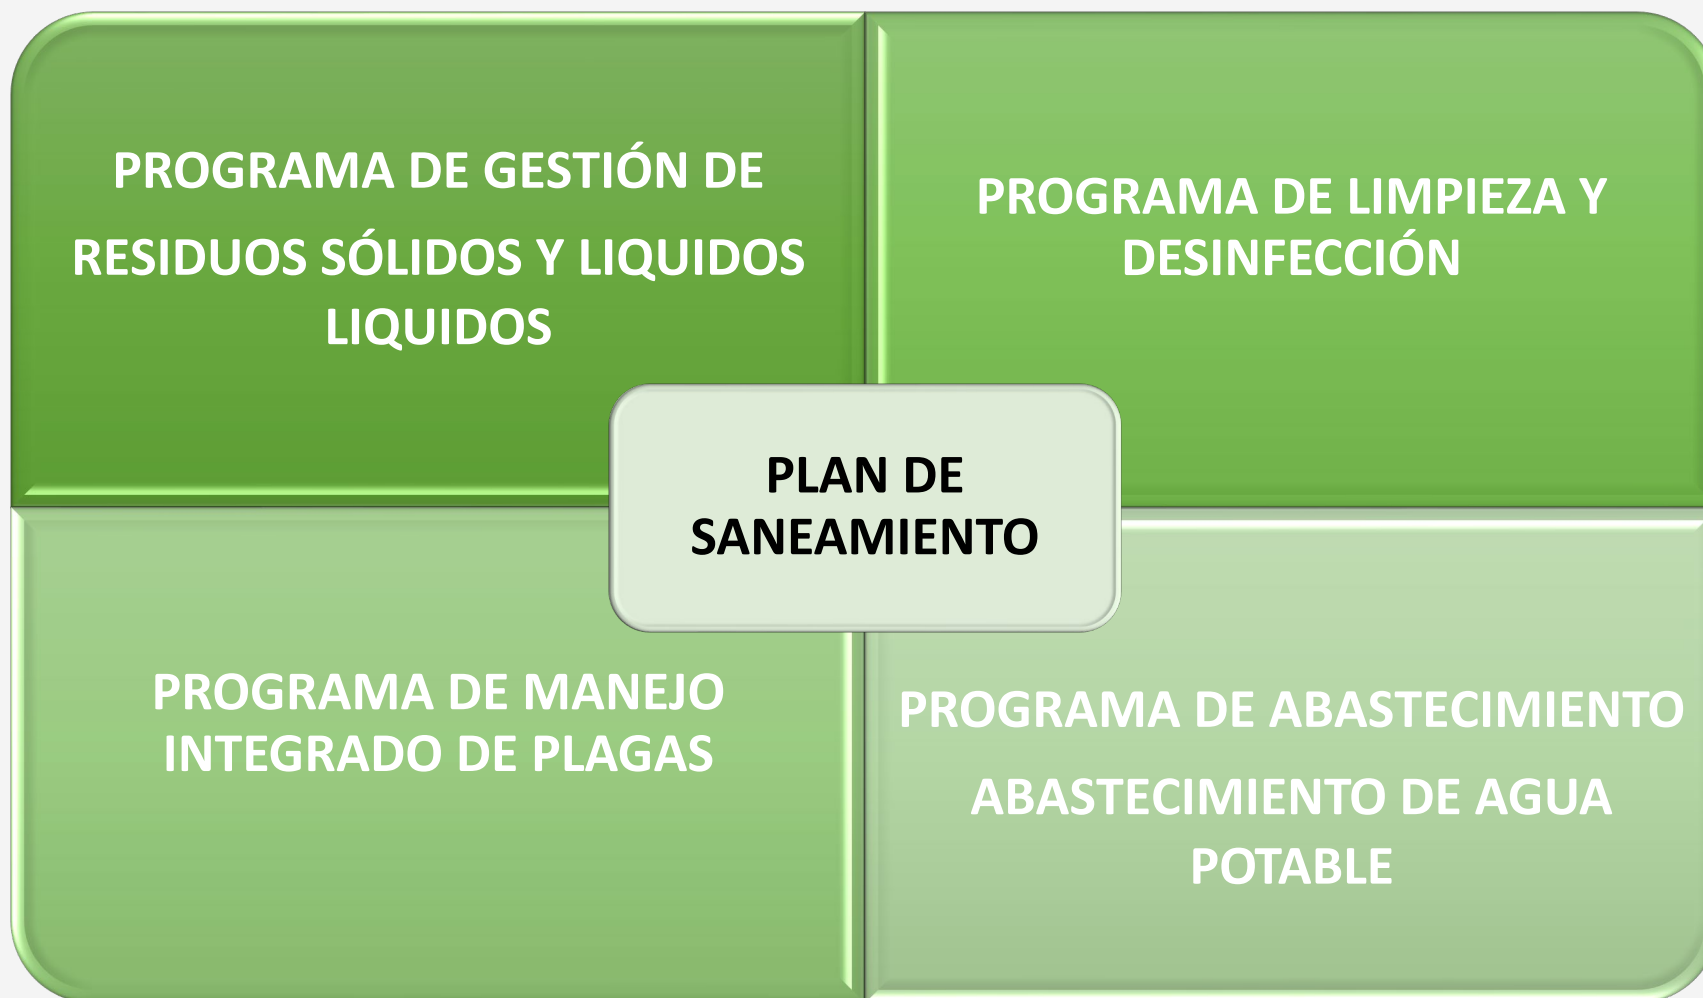 PROGRAMA DE GESTIÓN DE
RESIDUOS SÓLIDOS Y LIQUIDOS
LIQUIDOS
PROGRAMA DE LIMPIEZA Y
DESINFECCIÓN
PLAN DE
SANEAMIENTO
PROGRAMA DE MANEJO
INTEGRADO DE PLAGAS
PROGRAMA DE ABASTECIMIENTO
ABASTECIMIENTO DE AGUA
POTABLE